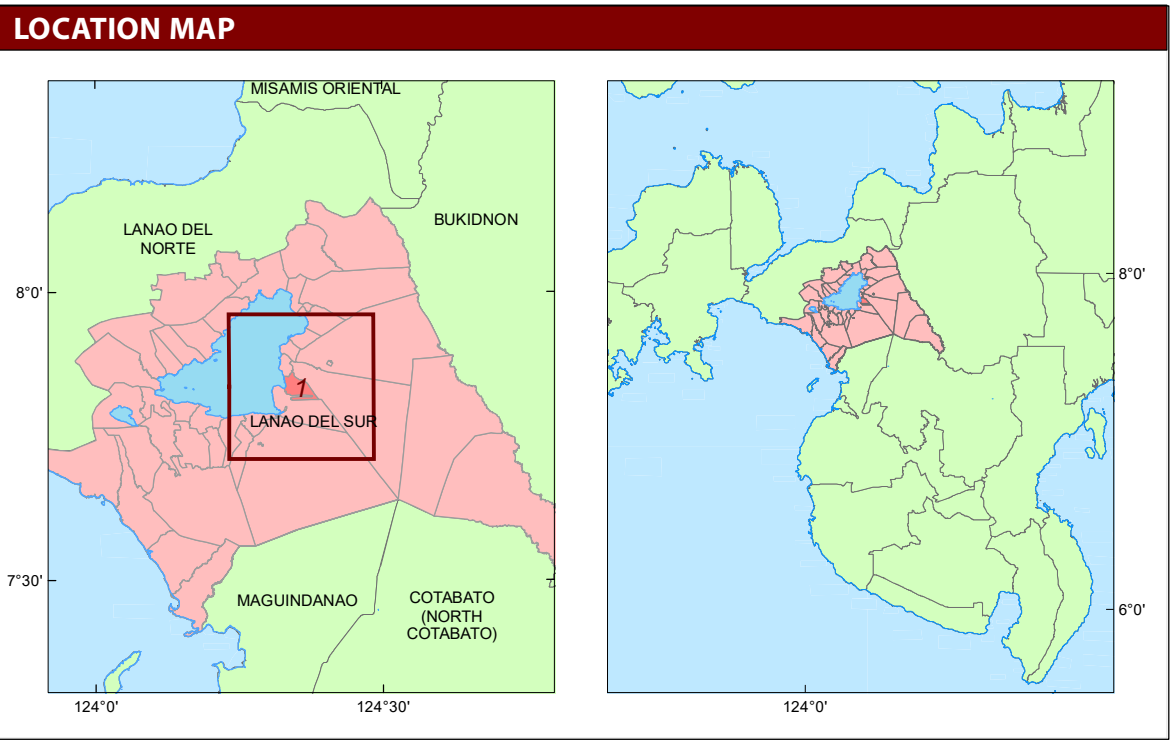 LOCATION MAP
MISAMIS ORIENTAL
LANAO DEL
NORTE
BUKIDNON
8°0'
1
LANAO DEL SUR
7°30'
MAGUINDANAO
COTABATO
(NORTH
COTABATO)
124°0'
124°30'
8°0'
6°0'
124°0'